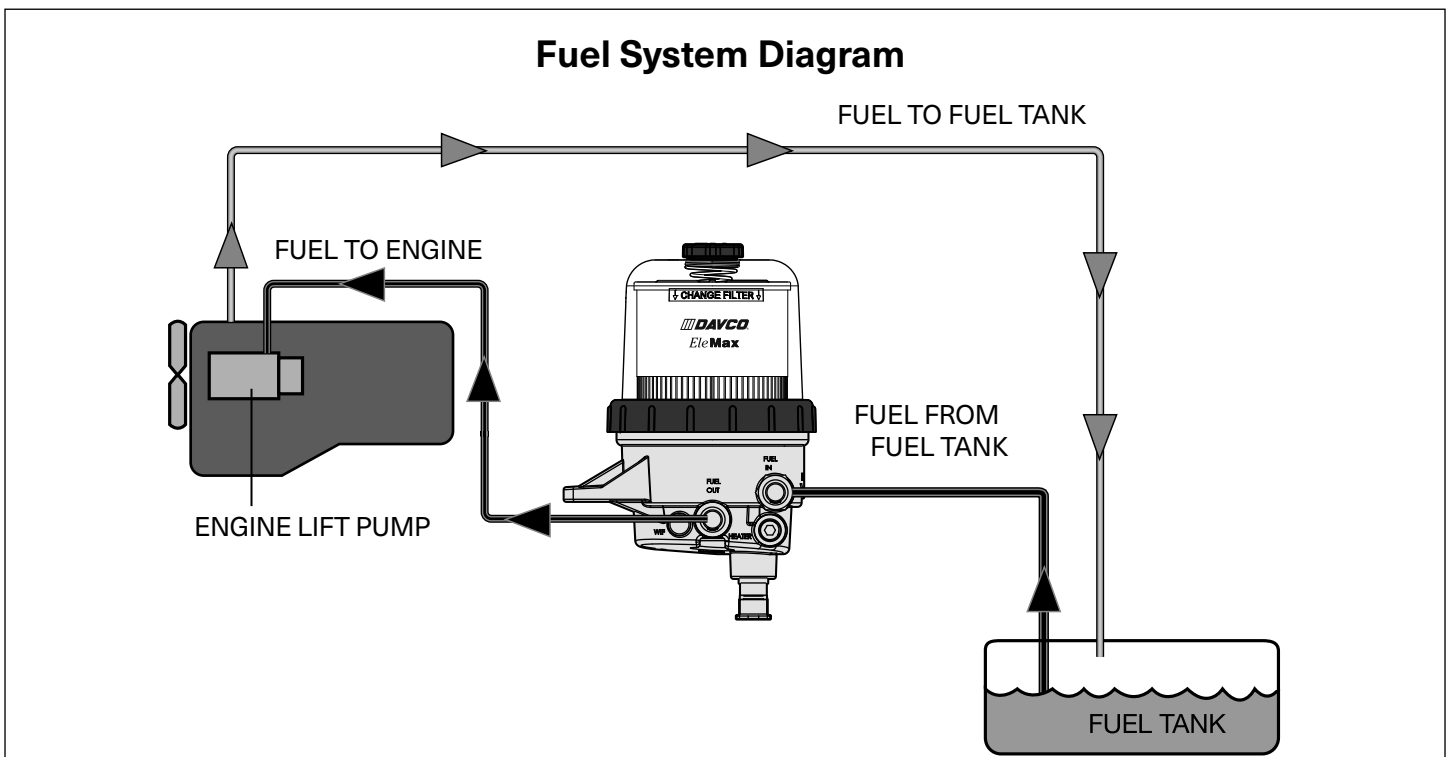 Fuel System Diagram
FUEL TO FUEL TANK
FUEL TO ENGINE
↓ CHANGE FILTER ↓
DAVCO
EleMax
FUEL FROM
FUEL TANK
FUEL
IN
FUEL
OUT
WIF
HEATER
ENGINE LIFT PUMP
FUEL TANK